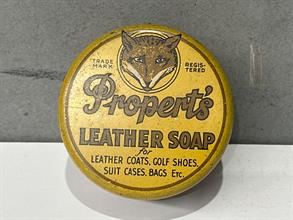 TRADE MARK
REGIS-
TERED
Propert's
LEATHER SOAP
for
LEATHER COATS, GOLF SHOES,
SUIT CASES, BAGS Etc.